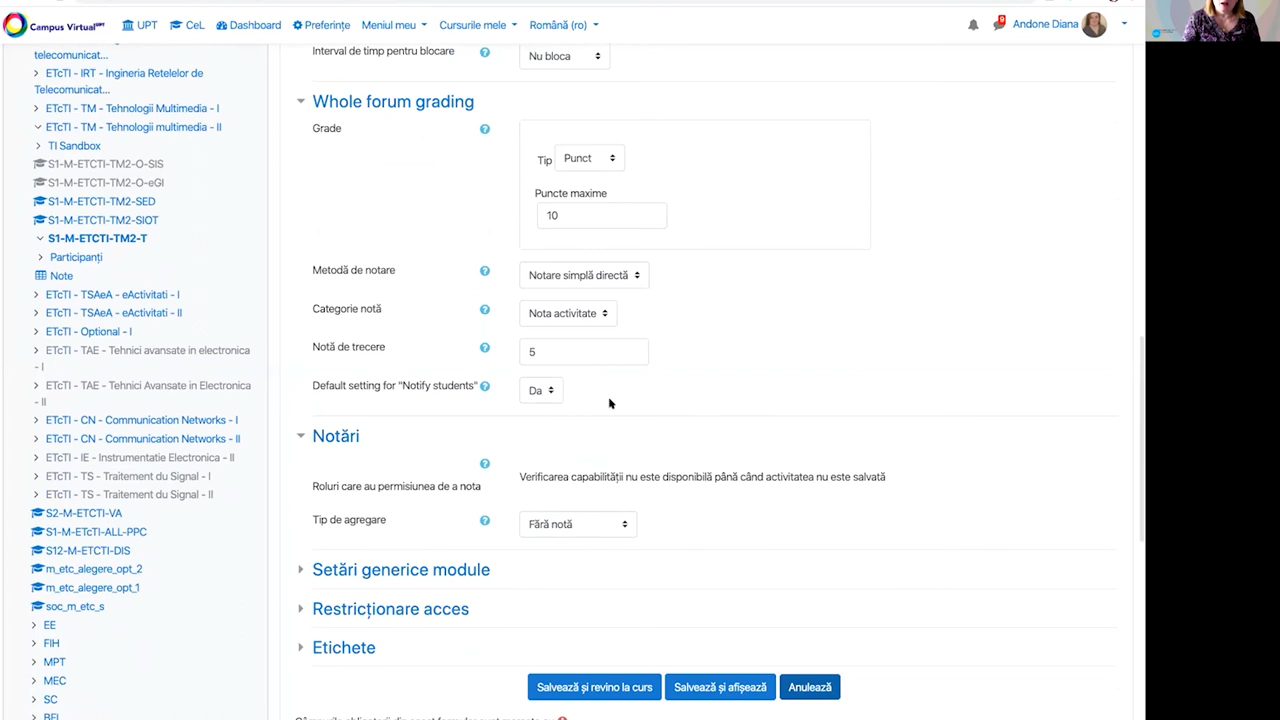 Campus Virtual UPT
UPT
CeL
Dashboard
Preferințe
Meniul meu
Cursurile mele
Română (ro)
9
Andone Diana
telecomunicat...
ETcTI - IRT - Ingineria Retelelor de
Telecomunicat...
ETcTI - TM - Tehnologii Multimedia - I
ETcTI - TM - Tehnologii multimedia - II
TI Sandbox
S1-M-ETCTI-TM2-O-SIS
S1-M-ETCTI-TM2-O-eGI
S1-M-ETCTI-TM2-SED
S1-M-ETCTI-TM2-SIOT
S1-M-ETCTI-TM2-T
Participanți
Note
ETcTI - TSAeA - eActivitati - I
ETcTI - TSAeA - eActivitati - II
ETcTI - Optional - I
ETcTI - TAE - Tehnici avansate in electronica
- I
ETcTI - TAE - Tehnici Avansate in Electronica
- II
ETcTI - CN - Communication Networks - I
ETcTI - CN - Communication Networks - II
ETcTI - IE - Instrumentatie Electronica - II
ETcTI - TS - Traitement du Signal - I
ETcTI - TS - Traitement du Signal - II
S2-M-ETCTI-VA
S1-M-ETcTI-ALL-PPC
S12-M-ETCTI-DIS
m_etc_alegere_opt_2
m_etc_alegere_opt_1
soc_m_etc_s
EE
FIH
MPT
MEC
SC
Interval de timp pentru blocare
Nu bloca
Whole forum grading
Grade
Tip
Punct
Puncte maxime
10
Metodă de notare
Notare simplă directă
Categorie notă
Nota activitate
Notă de trecere
5
Default setting for "Notify students"
Da
Notări
Roluri care au permisiunea de a nota
Verificarea capabilității nu este disponibilă până când activitatea nu este salvată
Tip de agregare
Fără notă
Setări generice module
Restricționare acces
Etichete
Salvează și revino la curs
Salvează și afișează
Anulează